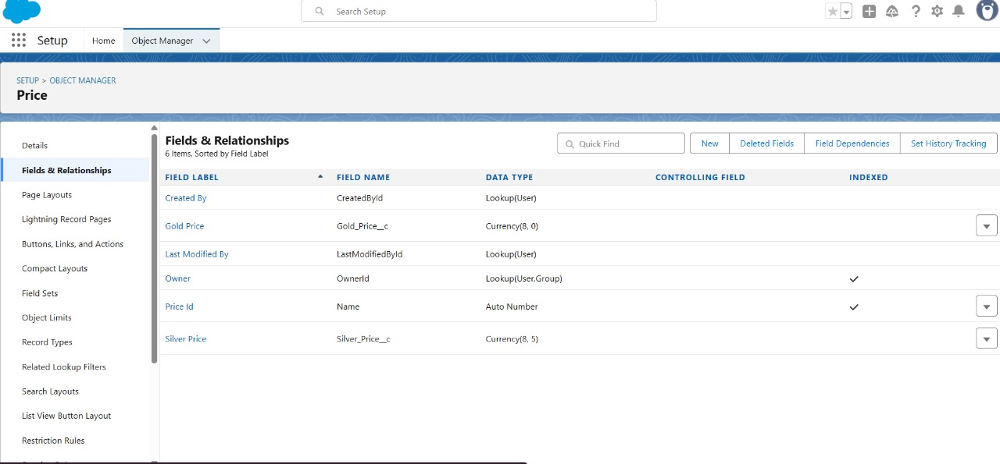 Search Setup
Setup Home Object Manager
SETUP > OBJECT MANAGER
Price
Details
Fields & Relationships
Page Layouts
Lightning Record Pages
Buttons, Links, and Actions
Compact Layouts
Field Sets
Object Limits
Record Types
Related Lookup Filters
Search Layouts
List View Button Layout
Restriction Rules
Fields & Relationships
6 Items, Sorted by Field Label
Quick Find New Deleted Fields Field Dependencies Set History Tracking
FIELD LABEL FIELD NAME DATA TYPE CONTROLLING FIELD INDEXED
Created By CreatedById Lookup(User)
Gold Price Gold_Price__c Currency(8, 0)
Last Modified By LastModifiedById Lookup(User)
Owner OwnerId Lookup(User,Group)
Price Id Name Auto Number
Silver Price Silver_Price__c Currency(8, 5)